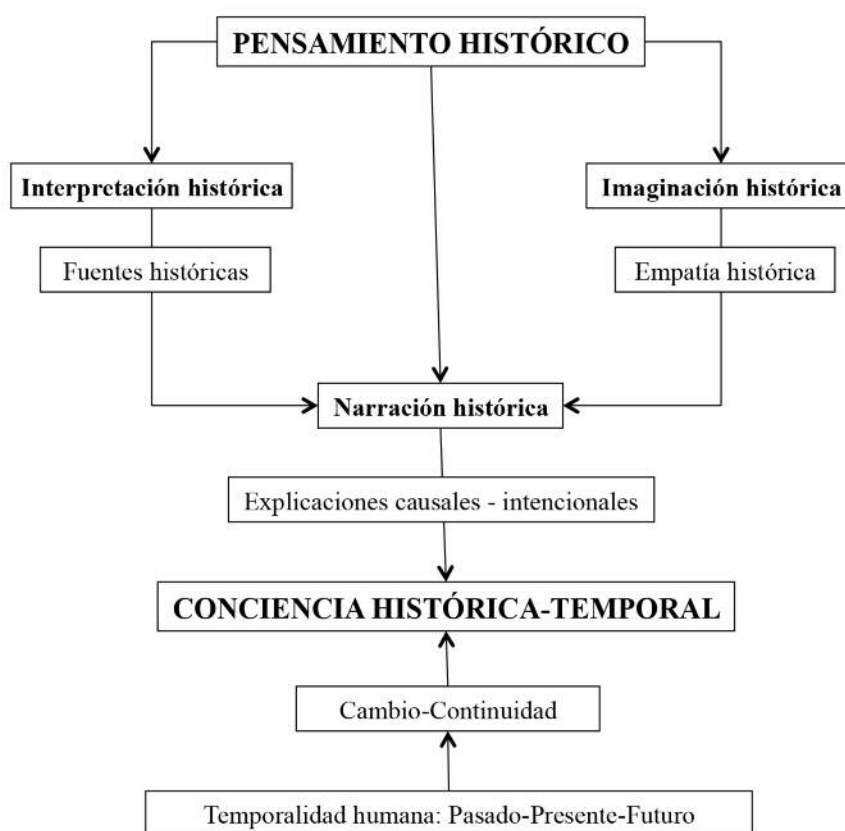 PENSAMIENTO HISTÓRICO
Interpretación histórica
Imaginación histórica
Fuentes históricas
Empatía histórica
Narración histórica
Explicaciones causales - intencionales
CONCIENCIA HISTÓRICA-TEMPORAL
Cambio-Continuidad
Temporalidad humana: Pasado-Presente-Futuro